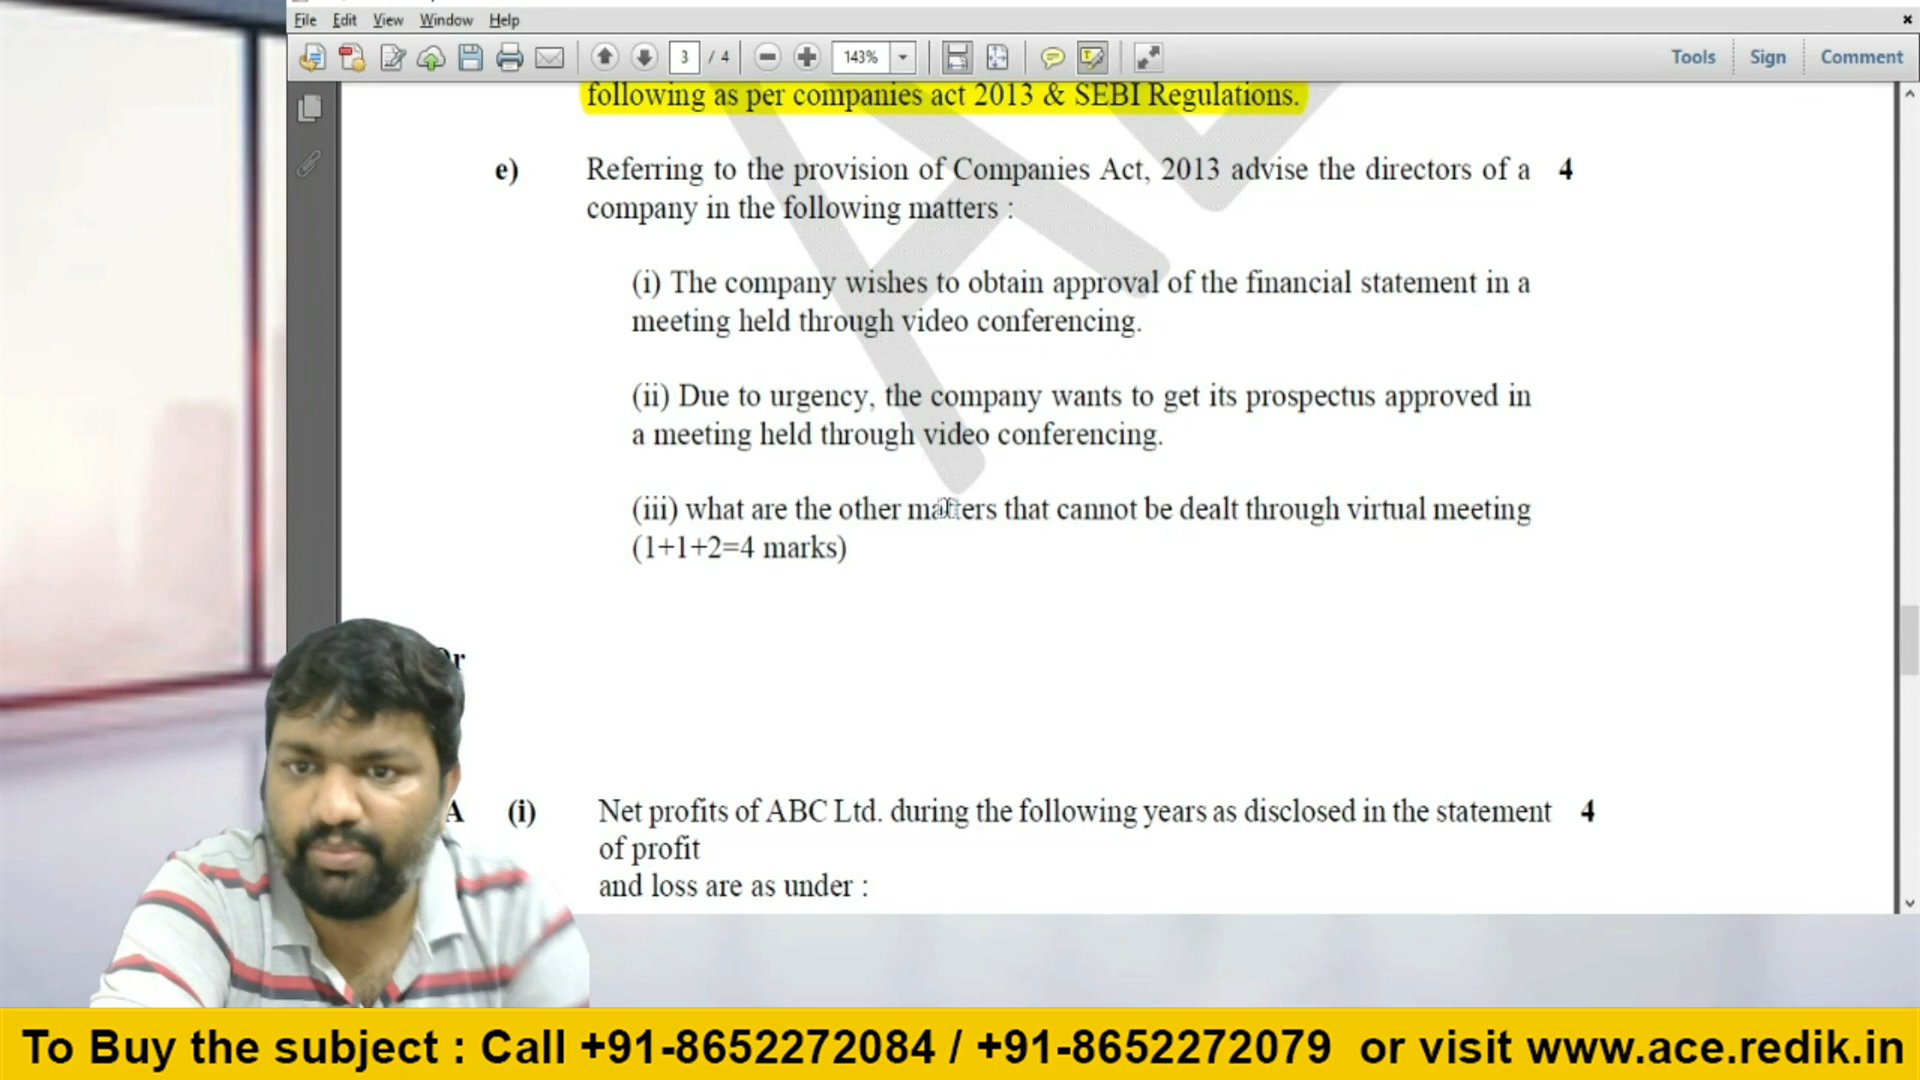 File Edit View Window Help
3 / 4 143% Tools Sign Comment
following as per companies act 2013 & SEBI Regulations.
e) Referring to the provision of Companies Act, 2013 advise the directors of a 4
company in the following matters :
(i) The company wishes to obtain approval of the financial statement in a
meeting held through video conferencing.
(ii) Due to urgency, the company wants to get its prospectus approved in
a meeting held through video conferencing.
(iii) what are the other matters that cannot be dealt through virtual meeting
(1+1+2=4 marks)
A (i) Net profits of ABC Ltd. during the following years as disclosed in the statement 4
of profit
and loss are as under :
To Buy the subject : Call +91-8652272084 / +91-8652272079 or visit www.ace.redik.in